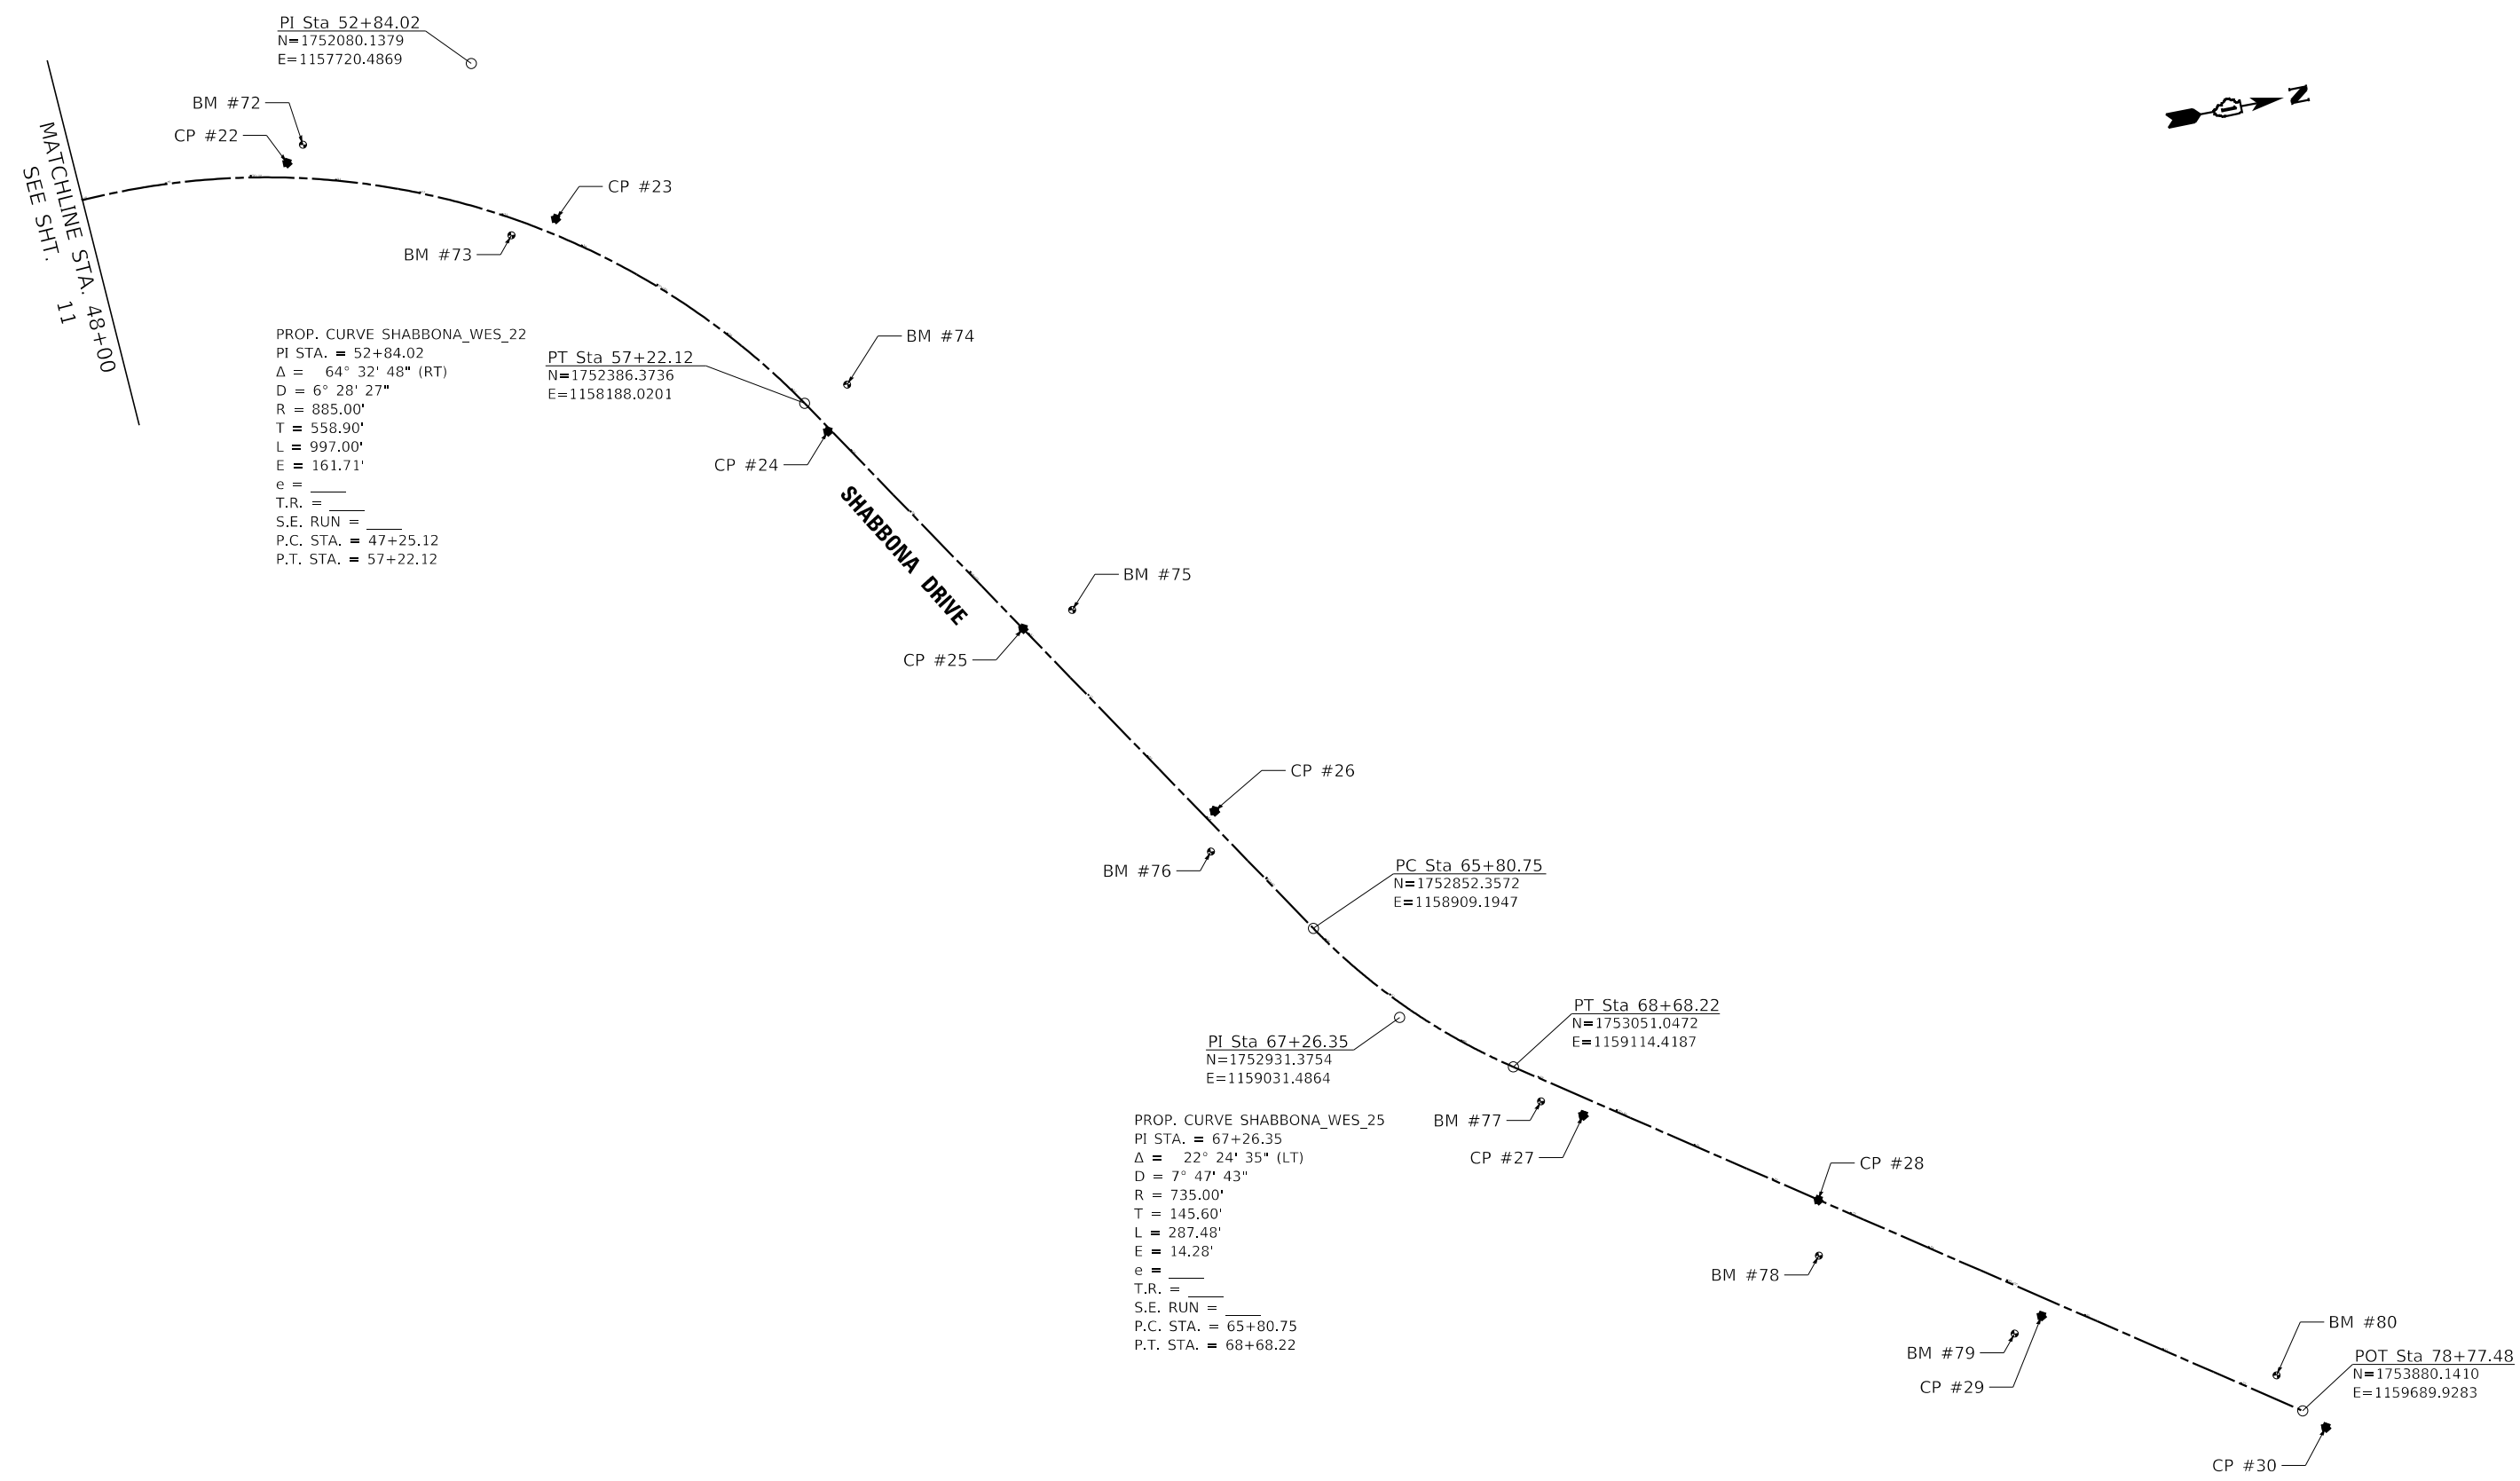 PI Sta 52+84.02
N=1752080.1379
E=1157720.4869
N
BM #72
CP #22
MATCHLINE STA. 48+00
SEE SHT. 11
CP #23
BM #73
BM #74
PROP. CURVE SHABBONA_WES_22
PI STA. = 52+84.02
Δ = 64° 32' 48" (RT)
D = 6° 28' 27"
R = 885.00'
T = 558.90'
L = 997.00'
E = 161.71'
e = ____
T.R. = ____
S.E. RUN = ____
P.C. STA. = 47+25.12
P.T. STA. = 57+22.12
PT Sta 57+22.12
N=1752386.3736
E=1158188.0201
CP #24
SHABBONA DRIVE
BM #75
CP #25
CP #26
BM #76
PC Sta 65+80.75
N=1752852.3572
E=1158909.1947
PT Sta 68+68.22
N=1753051.0472
E=1159114.4187
PI Sta 67+26.35
N=1752931.3754
E=1159031.4864
PROP. CURVE SHABBONA_WES_25
PI STA. = 67+26.35
Δ = 22° 24' 35" (LT)
D = 7° 47' 43"
R = 735.00'
T = 145.60'
L = 287.48'
E = 14.28'
e = ____
T.R. = ____
S.E. RUN = ____
P.C. STA. = 65+80.75
P.T. STA. = 68+68.22
BM #77
CP #27
CP #28
BM #78
BM #79
CP #29
BM #80
POT Sta 78+77.48
N=1753880.1410
E=1159689.9283
CP #30